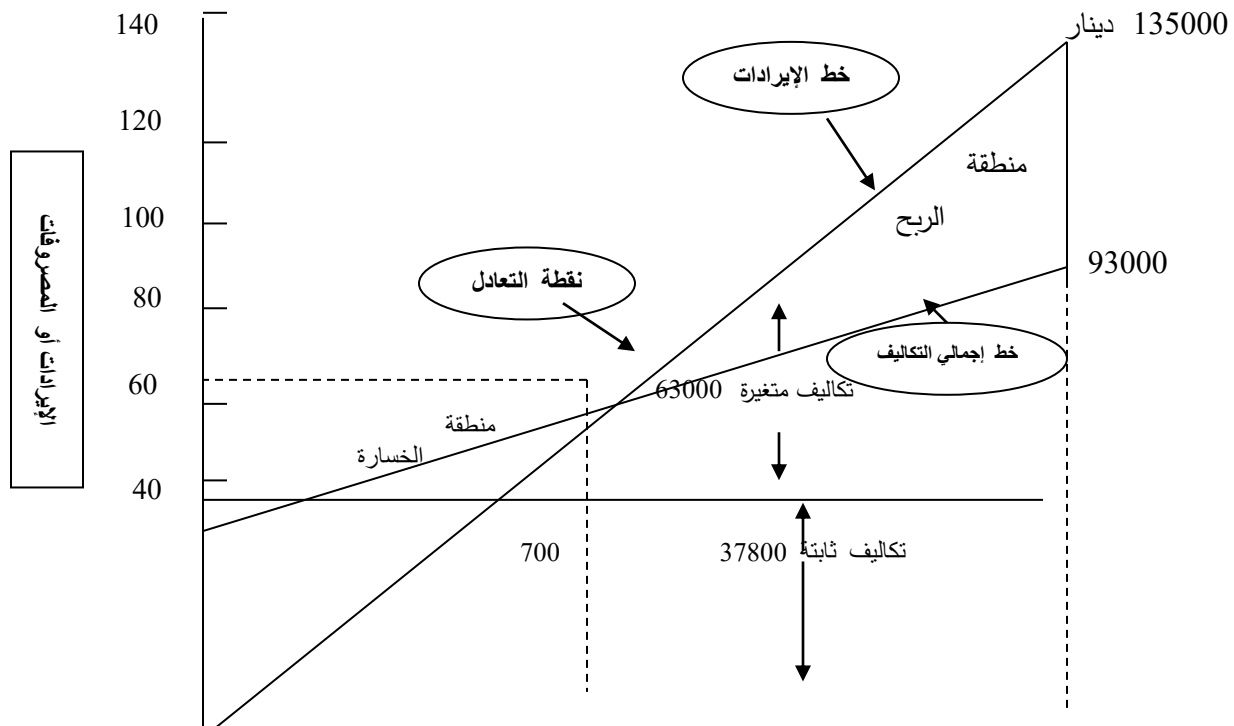 140
دينار 135000
خط الإيرادات
120
منطقة
الربح
100
نقطة التعادل
93000
80
خط إجمالي التكاليف
60
تكاليف متغيرة 63000
منطقة
الخسارة
40
700
تكاليف ثابتة 37800
الإيرادات أو المصروفات